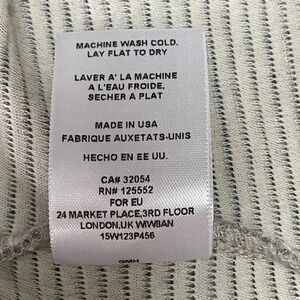 MACHINE WASH COLD,
LAY FLAT TO DRY
LAVER A' LA MACHINE
A L'EAU FROIDE,
SECHER A PLAT
MADE IN USA
FABRIQUE AUXETATS-UNIS
HECHO EN EE UU.
CA# 32054
RN# 125552
FOR EU
24 MARKET PLACE,3RD FLOOR
LONDON,UK WIW8AN
15W123P456
GMH